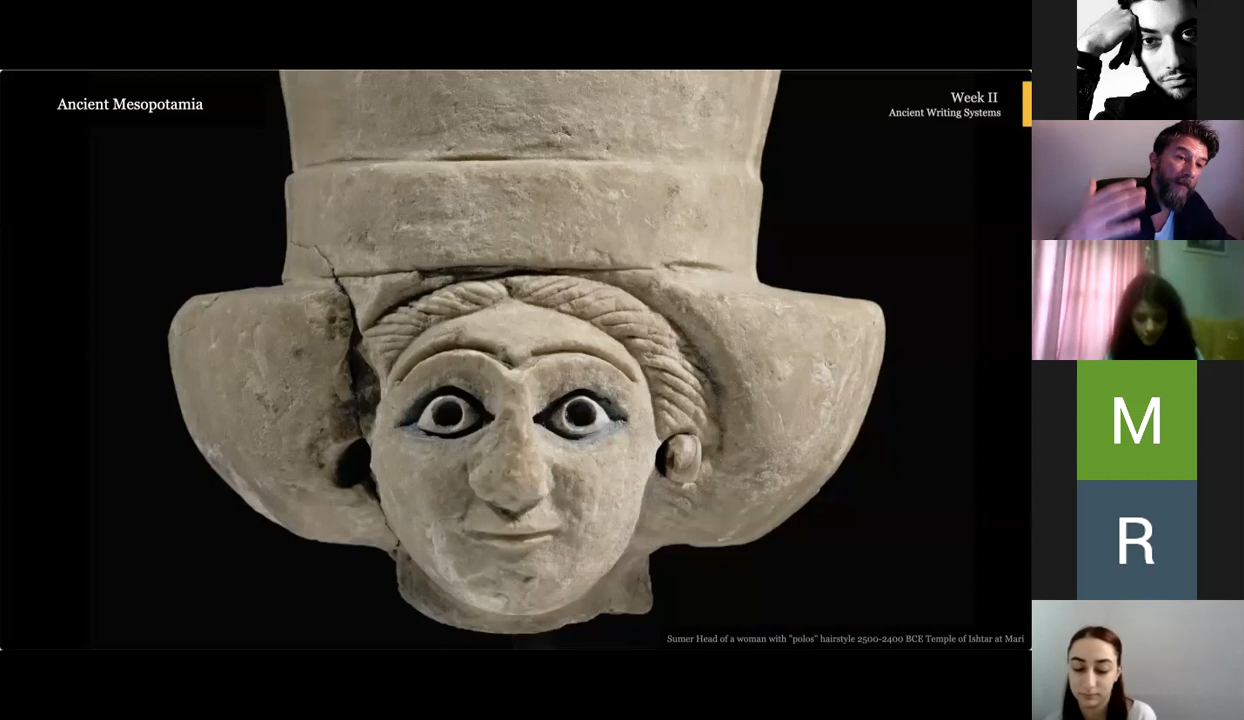 Ancient Mesopotamia
Week II
Ancient Writing Systems
Sumer Head of a woman with "polos" hairstyle 2500-2400 BCE Temple of Ishtar at Mari
M
R